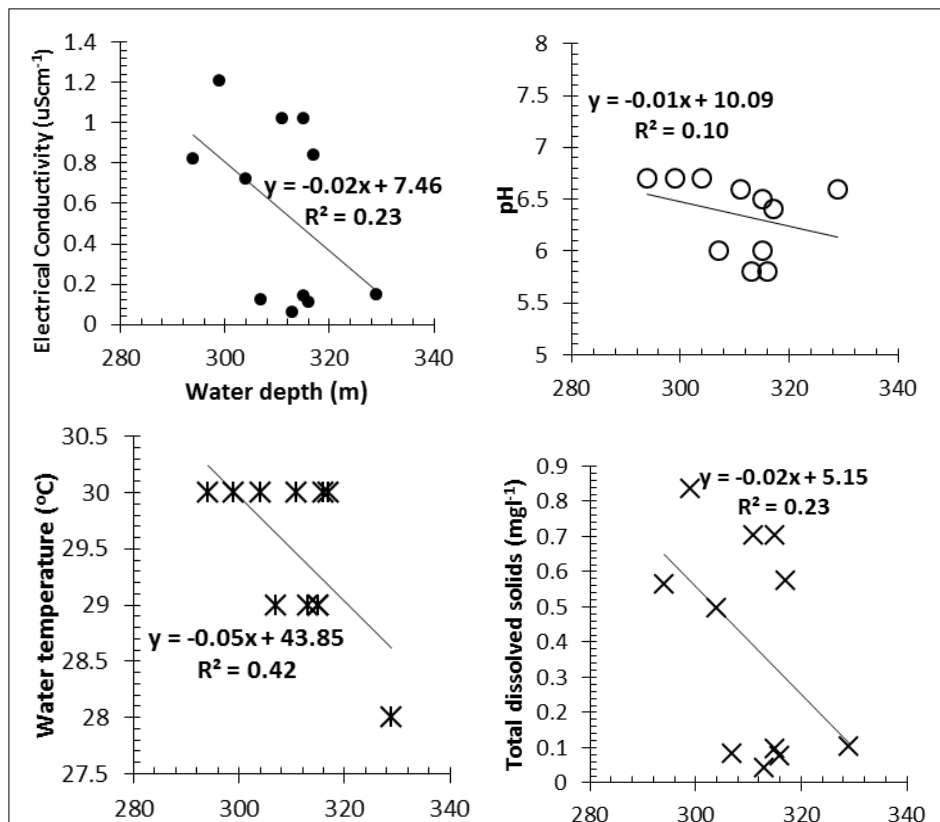 1.4
1.2
1
0.8
0.6
0.4
0.2
0
280 300 320 340
Electrical Conductivity (uScm-1)
Water depth (m)
y = -0.02x + 7.46
R² = 0.23
8
7.5
7
6.5
6
5.5
5
280 300 320 340
pH
y = -0.01x + 10.09
R² = 0.10
30.5
30
29.5
29
28.5
28
27.5
280 300 320 340
Water temperature (°C)
y = -0.05x + 43.85
R² = 0.42
0.9
0.8
0.7
0.6
0.5
0.4
0.3
0.2
0.1
0
280 300 320 340
Total dissolved solids (mgl-1)
y = -0.02x + 5.15
R² = 0.23